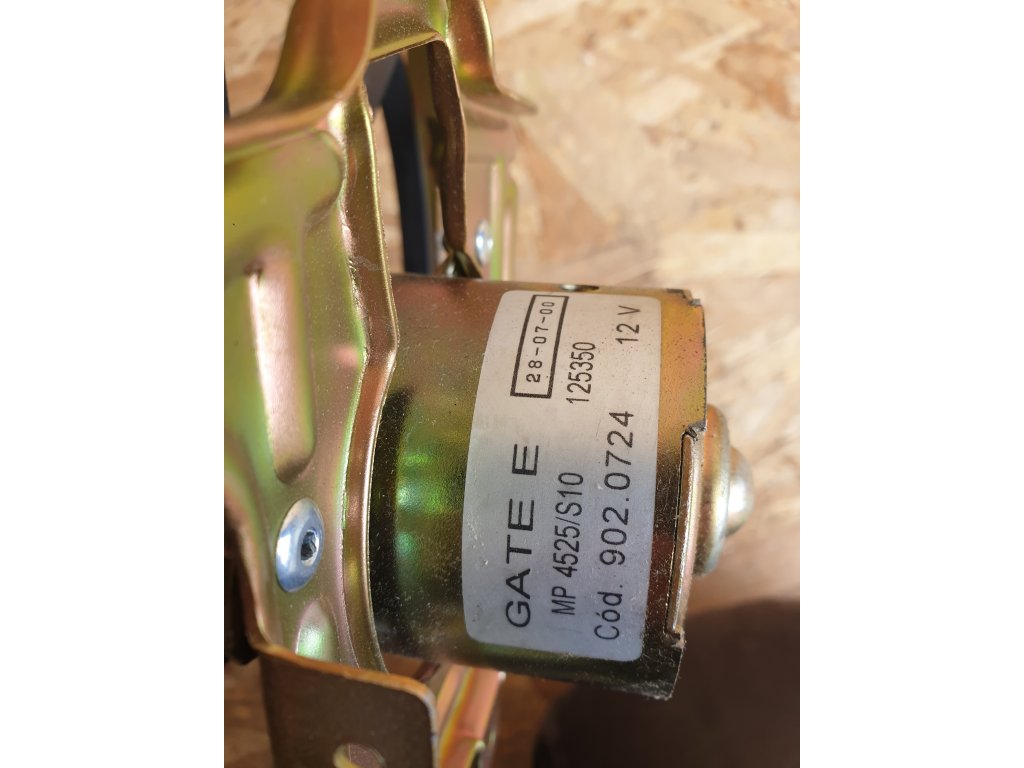 28-07-00
GATE E
125350
MP 4525/S10
12 V
Cód. 902.0724